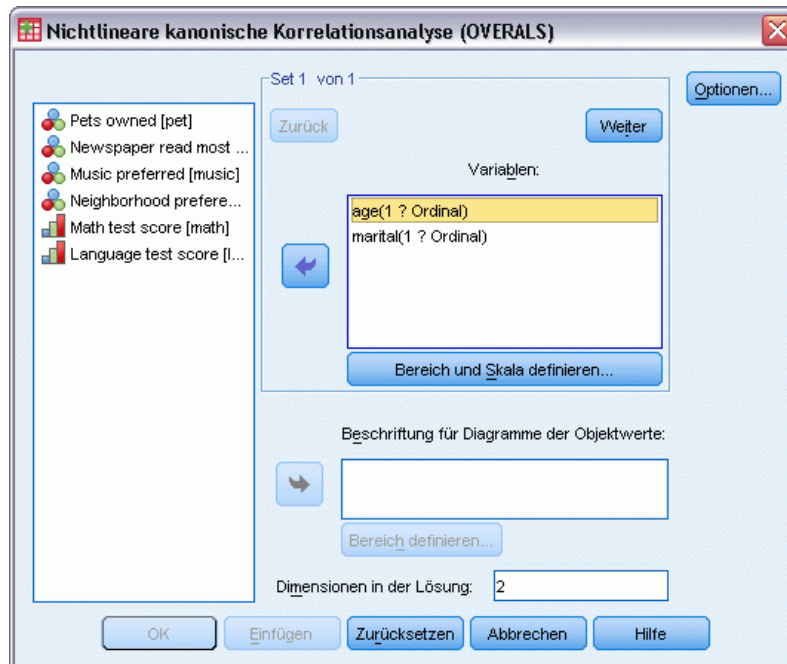 Nichtlineare kanonische Korrelationsanalyse (OVERALS)
Set 1 von 1
Optionen...
Pets owned [pet]
Newspaper read most ...
Music preferred [music]
Neighborhood prefere...
Math test score [math]
Language test score [l...
Zurück
Weiter
Variablen:
age(1 ? Ordinal)
marital(1 ? Ordinal)
Bereich und Skala definieren...
Beschriftung für Diagramme der Objektwerte:
Bereich definieren...
Dimensionen in der Lösung:
2
OK
Einfügen
Zurücksetzen
Abbrechen
Hilfe